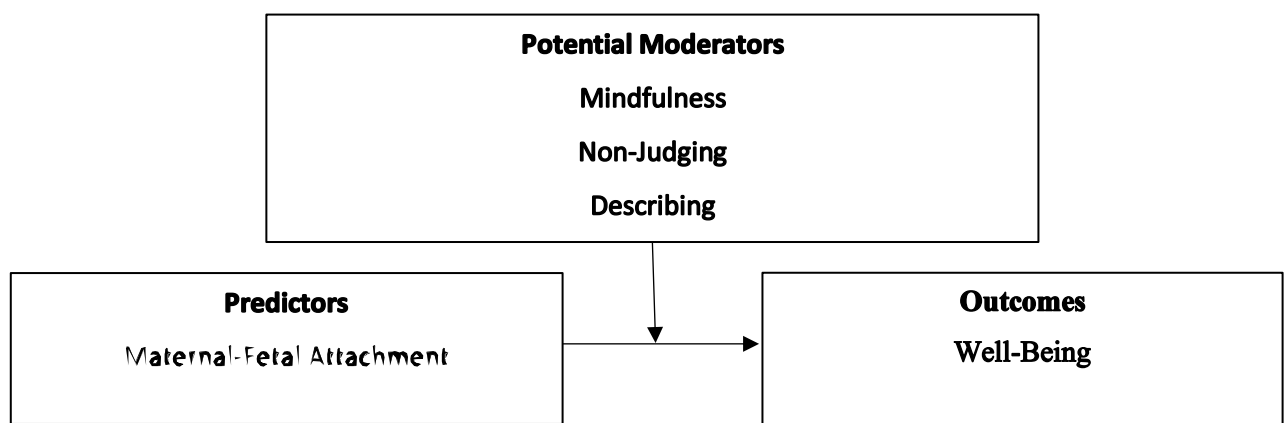 Potential Moderators
Mindfulness
Non-Judging
Describing
Predictors
Maternal-Fetal Attachment
Outcomes
Well-Being